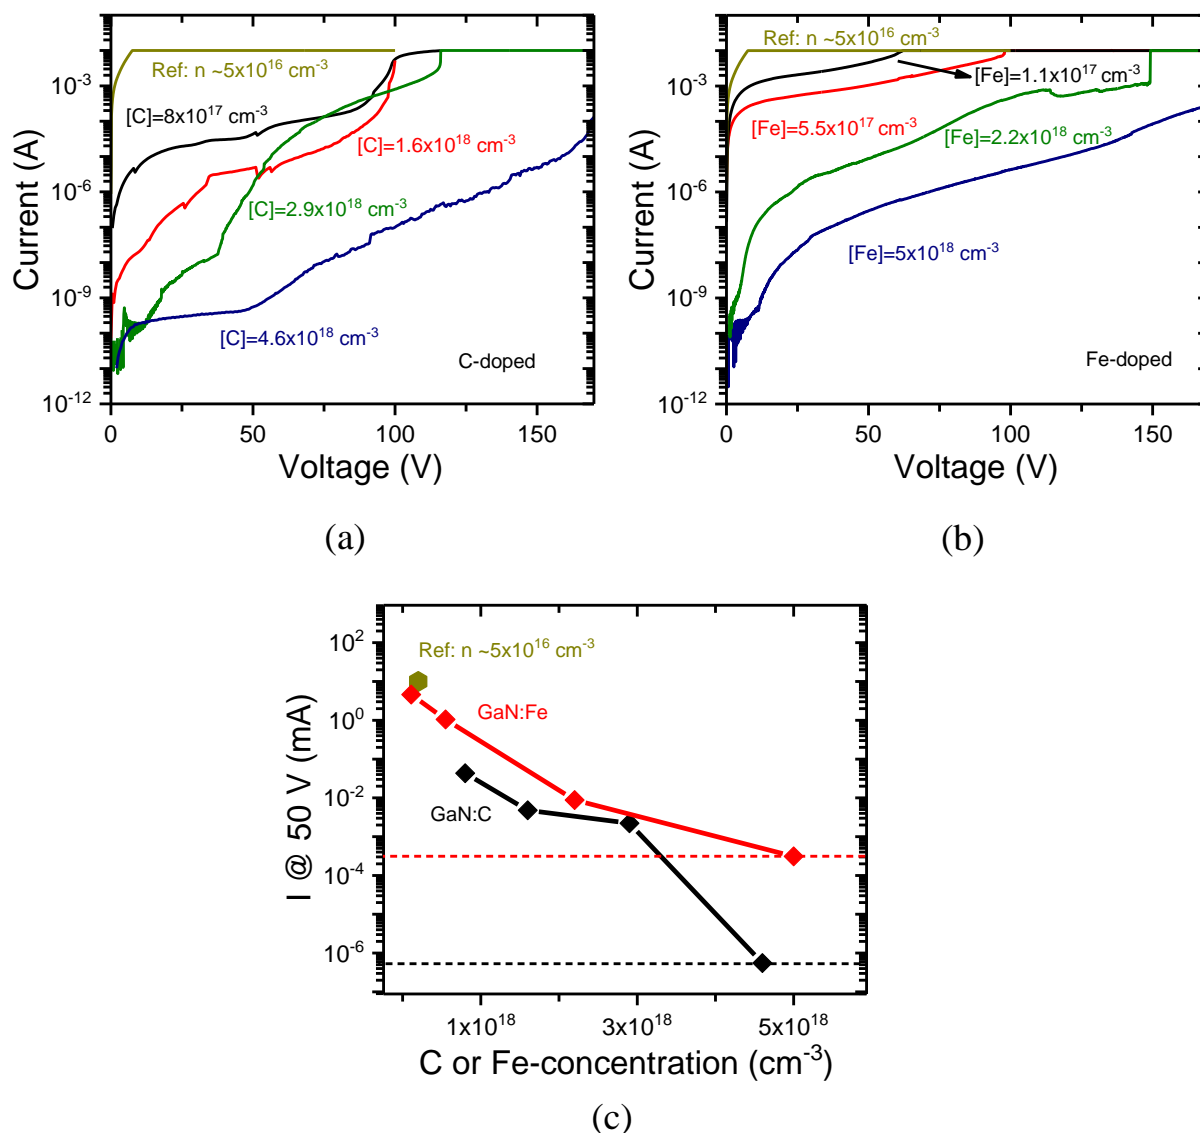 Ref: n ~5x10^16 cm^-3
[C]=8x10^17 cm^-3
[C]=1.6x10^18 cm^-3
[C]=2.9x10^18 cm^-3
[C]=4.6x10^18 cm^-3
C-doped
10^-3
10^-6
10^-9
10^-12
Current (A)
0 50 100 150
Voltage (V)
(a)
Ref: n ~5x10^16 cm^-3
[Fe]=1.1x10^17 cm^-3
[Fe]=5.5x10^17 cm^-3
[Fe]=2.2x10^18 cm^-3
[Fe]=5x10^18 cm^-3
Fe-doped
10^-3
10^-6
10^-9
10^-12
Current (A)
0 50 100 150
Voltage (V)
(b)
Ref: n ~5x10^16 cm^-3
GaN:Fe
GaN:C
10^2
10^0
10^-2
10^-4
10^-6
I @ 50 V (mA)
1x10^18 3x10^18 5x10^18
C or Fe-concentration (cm^-3)
(c)